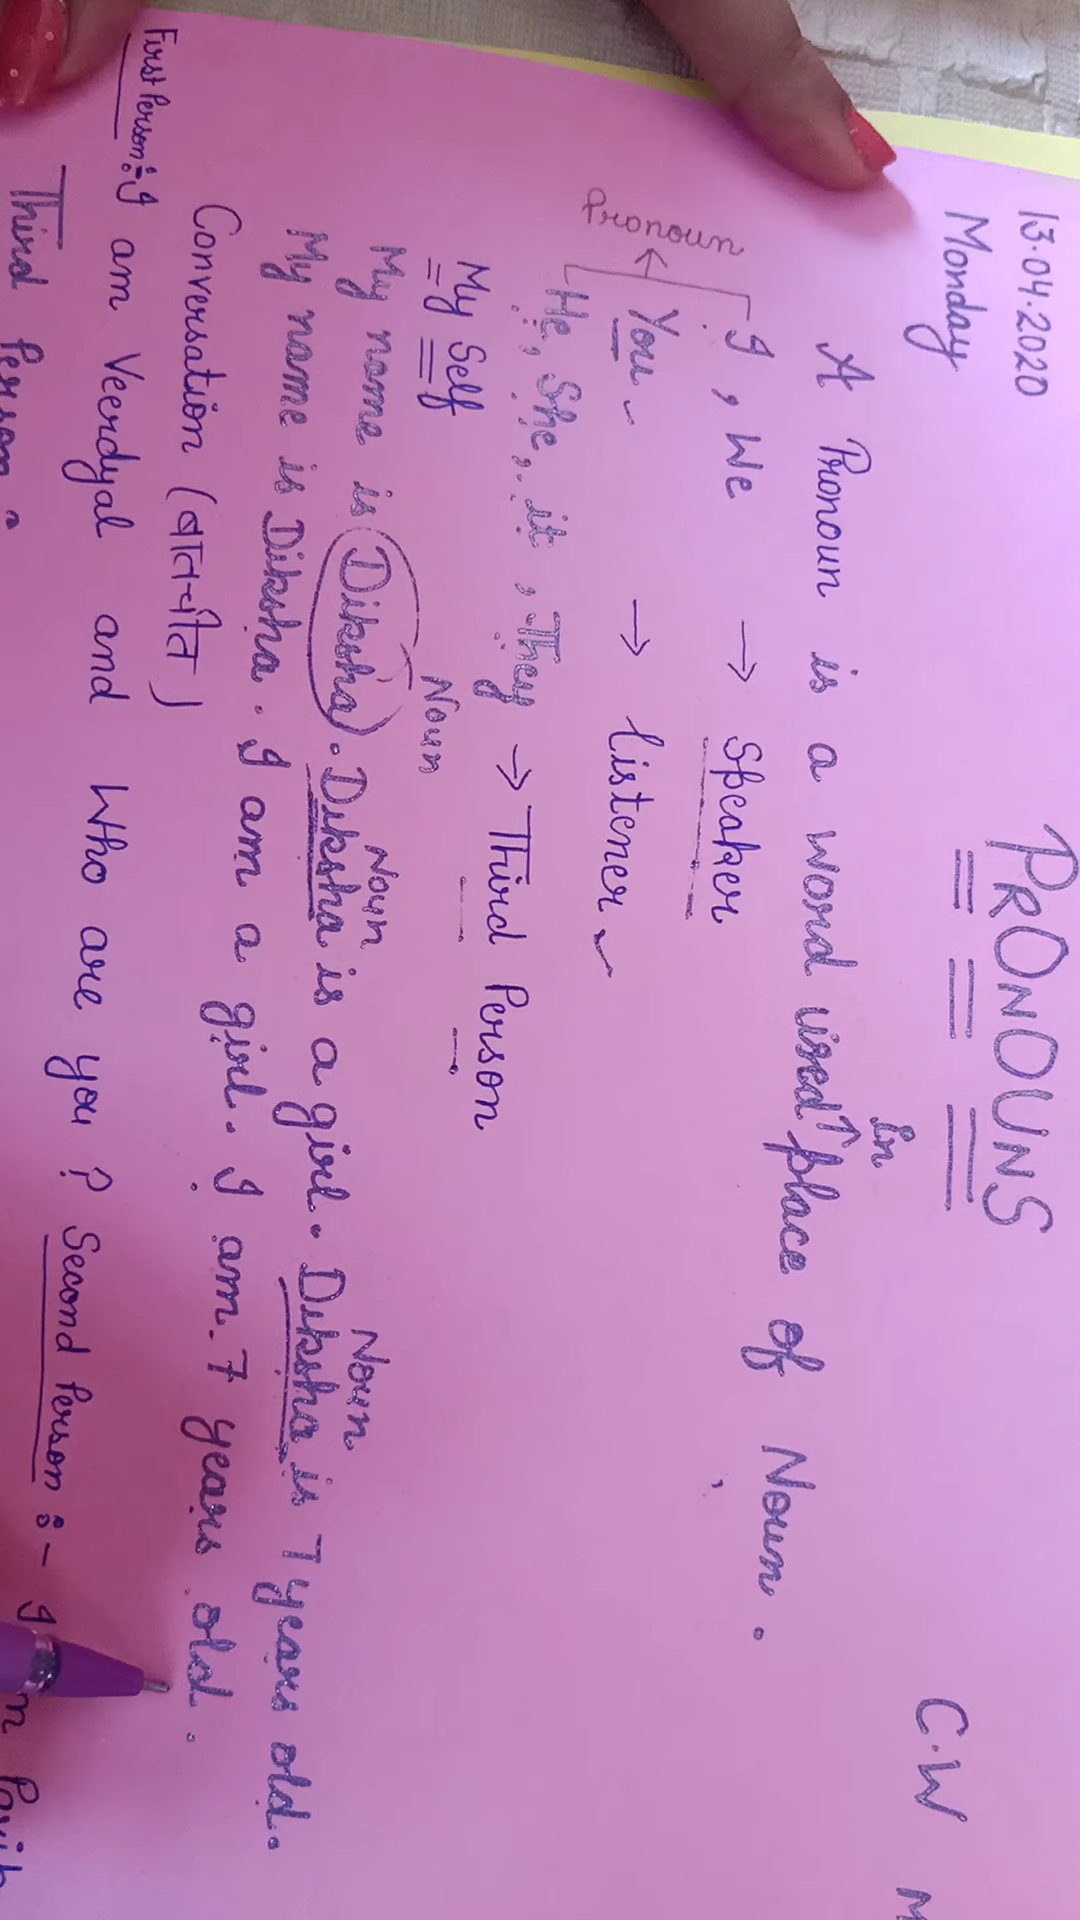 13.04.2020
Monday
C.W
PRONOUNS
A Pronoun is a word used In place of Noun.
Pronoun
I, We → Speaker
You → listener
He, She, it, They → Third Person
My Self
Noun
My name is Diksha. Diksha is a girl. Diksha is 7 years old.
Noun
Noun
My name is Diksha. I am a girl. I am 7 years old.
Conversation (बातचीत)
First Person:- I am Veerdyal and Who are you ? Second Person :- I
Third Person